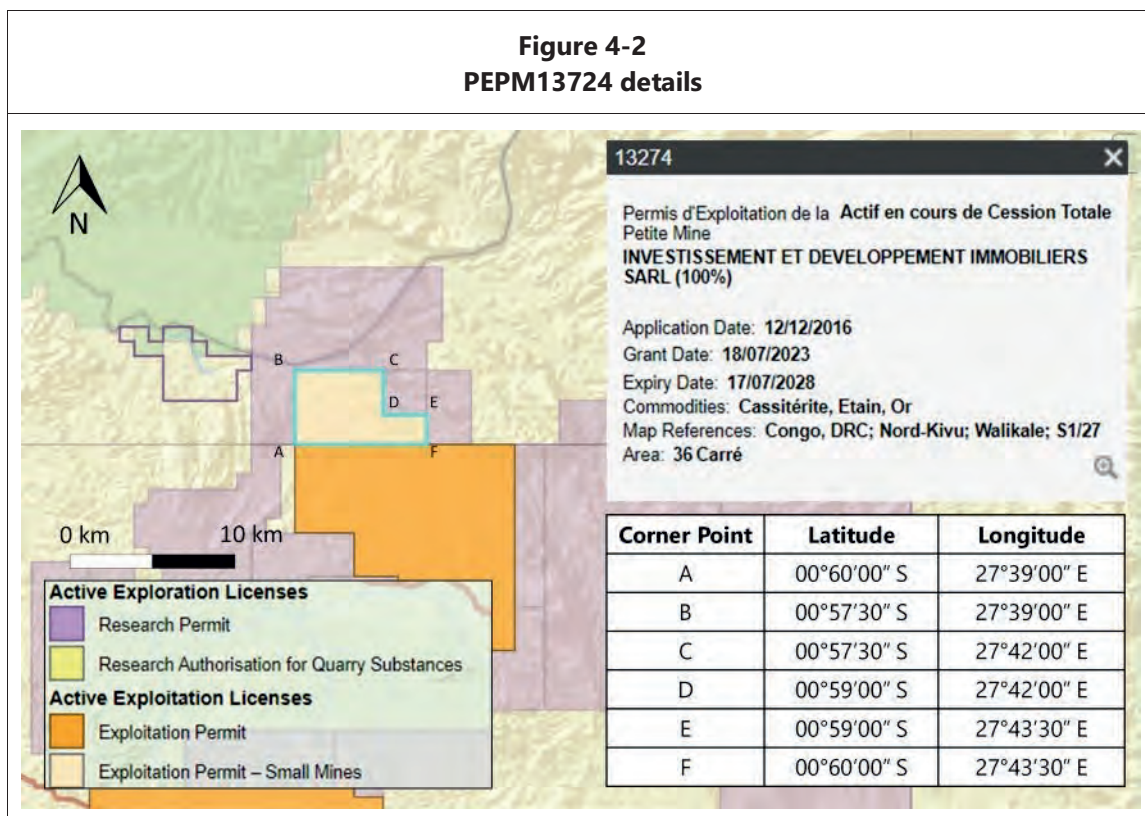 Figure 4-2
PEPM13724 details
N
B
C
D
E
A
F
0 km 10 km
Active Exploration Licenses
Research Permit
Research Authorisation for Quarry Substances
Active Exploitation Licenses
Exploitation Permit
Exploitation Permit – Small Mines
13274
Permis d'Exploitation de la Actif en cours de Cession Totale
Petite Mine
INVESTISSEMENT ET DEVELOPPEMENT IMMOBILIERS
SARL (100%)
Application Date: 12/12/2016
Grant Date: 18/07/2023
Expiry Date: 17/07/2028
Commodities: Cassitérite, Etain, Or
Map References: Congo, DRC; Nord-Kivu; Walikale; S1/27
Area: 36 Carré
Corner Point Latitude Longitude
A 00°60'00" S 27°39'00" E
B 00°57'30" S 27°39'00" E
C 00°57'30" S 27°42'00" E
D 00°59'00" S 27°42'00" E
E 00°59'00" S 27°43'30" E
F 00°60'00" S 27°43'30" E